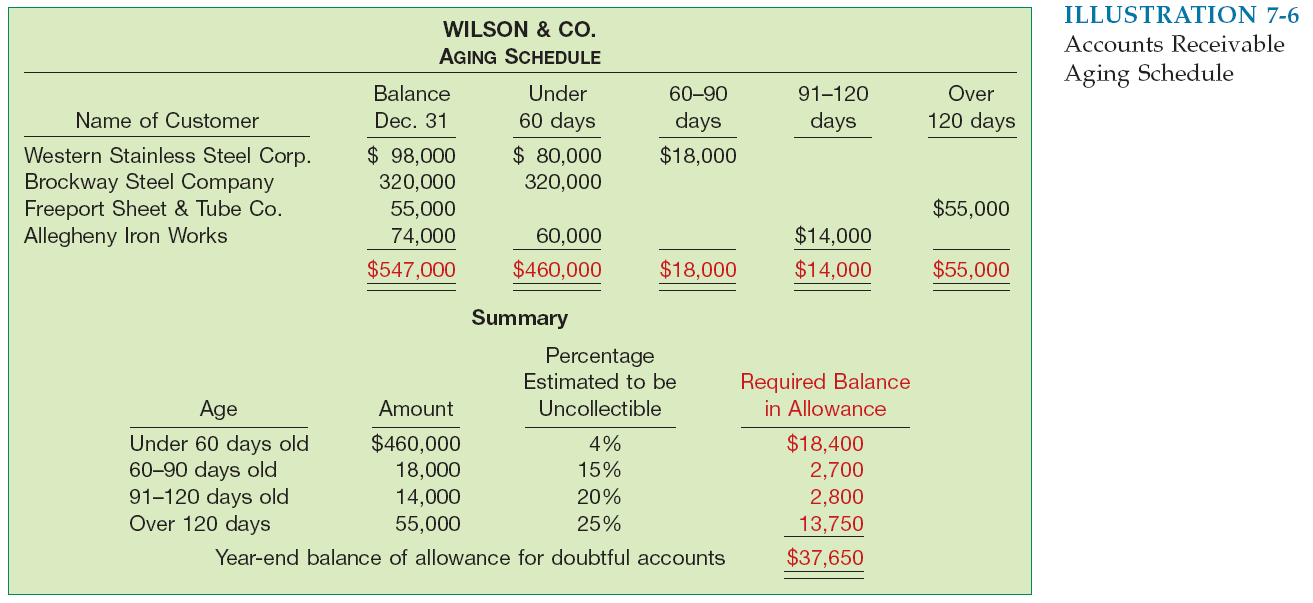 WILSON & CO.
AGING SCHEDULE
Balance Under 60–90 91–120 Over
Name of Customer Dec. 31 60 days days days 120 days
Western Stainless Steel Corp. $ 98,000 $ 80,000 $18,000
Brockway Steel Company 320,000 320,000
Freeport Sheet & Tube Co. 55,000 $55,000
Allegheny Iron Works 74,000 60,000 $14,000
$547,000 $460,000 $18,000 $14,000 $55,000
Summary
Percentage
Estimated to be Required Balance
Age Amount Uncollectible in Allowance
Under 60 days old $460,000 4% $18,400
60–90 days old 18,000 15% 2,700
91–120 days old 14,000 20% 2,800
Over 120 days 55,000 25% 13,750
Year-end balance of allowance for doubtful accounts $37,650
ILLUSTRATION 7-6
Accounts Receivable
Aging Schedule